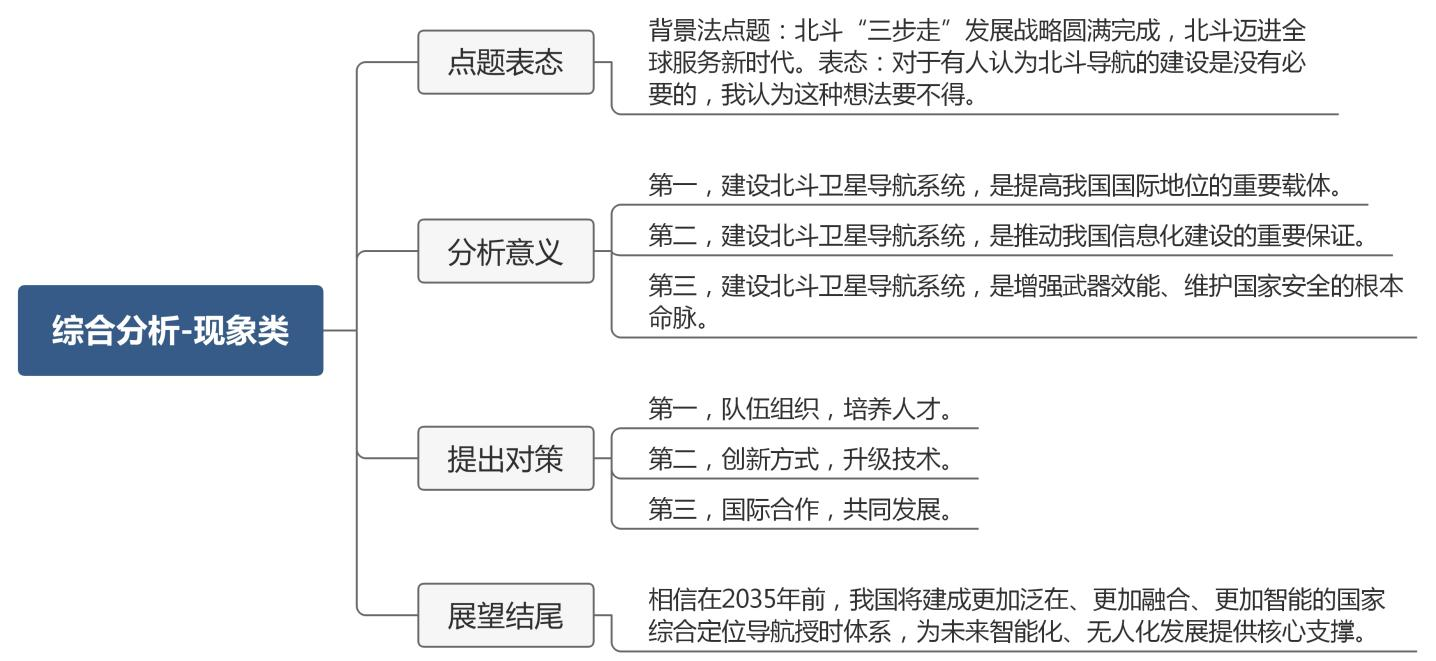 综合分析-现象类
点题表态
背景法点题：北斗“三步走”发展战略圆满完成，北斗迈进全
球服务新时代。表态：对于有人认为北斗导航的建设是没有必
要的，我认为这种想法要不得。
分析意义
第一，建设北斗卫星导航系统，是提高我国国际地位的重要载体。
第二，建设北斗卫星导航系统，是推动我国信息化建设的重要保证。
第三，建设北斗卫星导航系统，是增强武器效能、维护国家安全的根本
命脉。
提出对策
第一，队伍组织，培养人才。
第二，创新方式，升级技术。
第三，国际合作，共同发展。
展望结尾
相信在2035年前，我国将建成更加泛在、更加融合、更加智能的国家
综合定位导航授时体系，为未来智能化、无人化发展提供核心支撑。